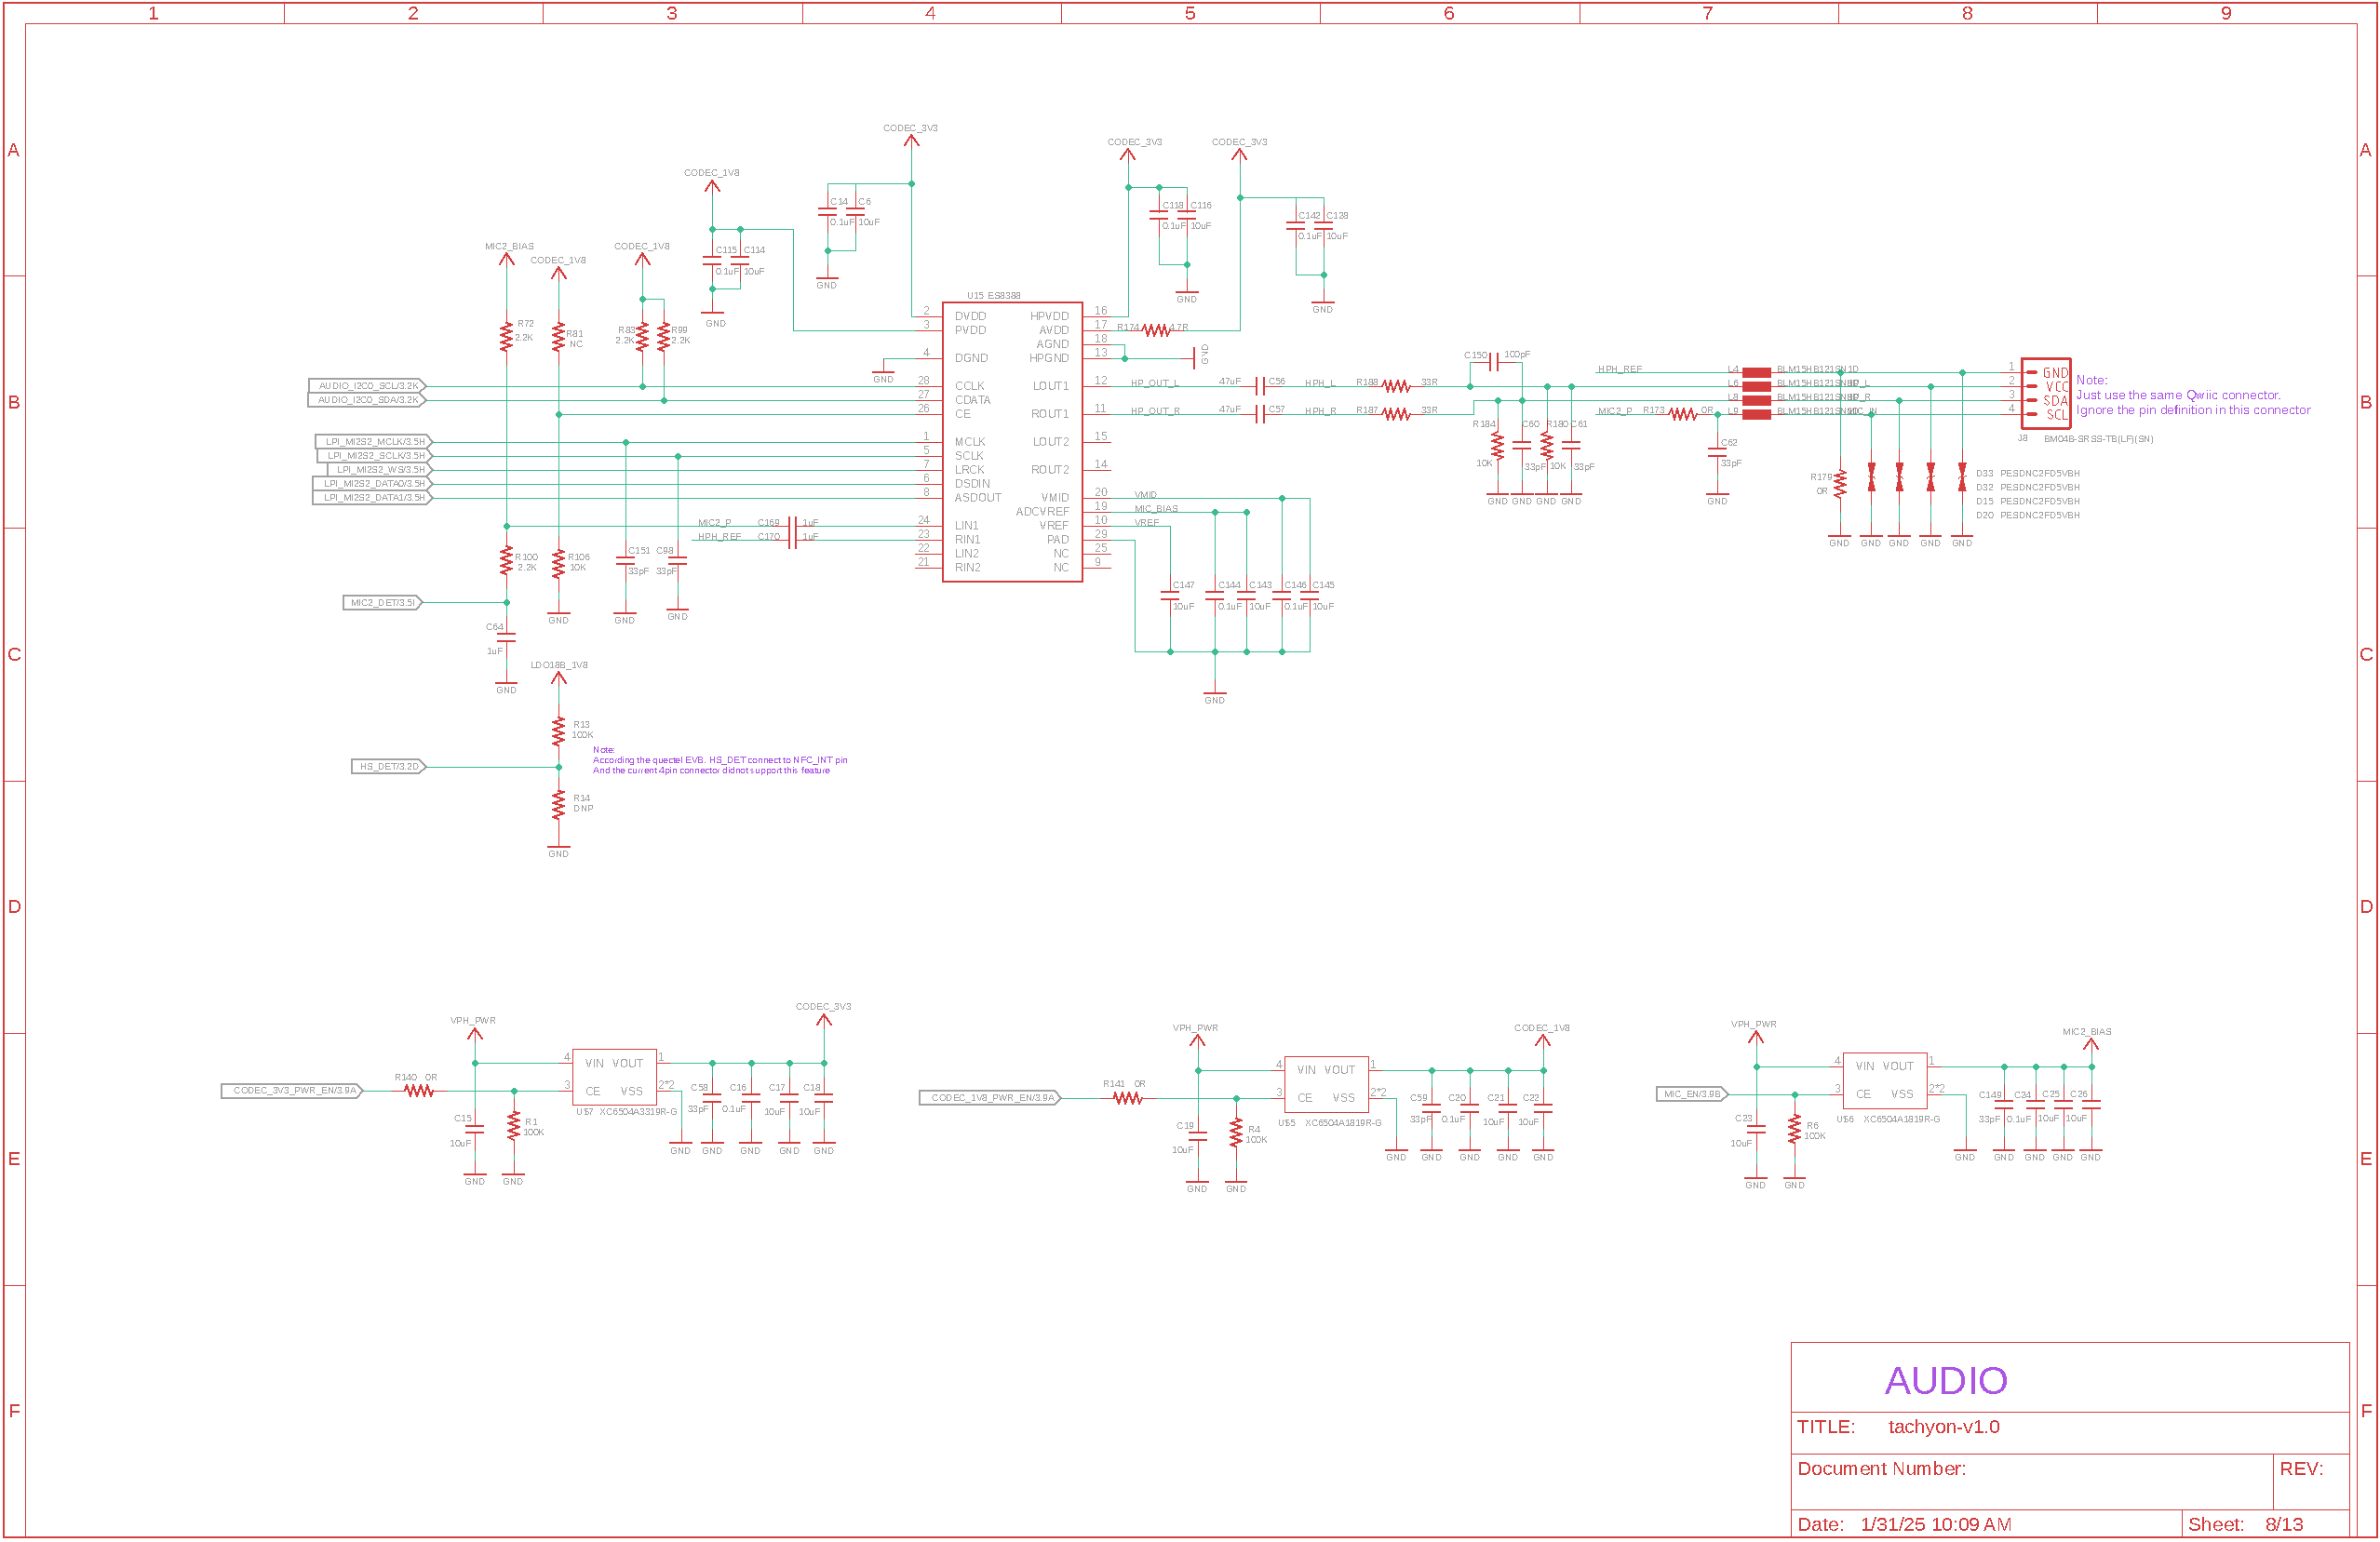 1 2 3 4 5 6 7 8 9
A
B
C
D
E
F
A
B
C
D
E
F
MIC2_BIAS
CODEC_1V8
CODEC_1V8
CODEC_1V8
CODEC_3V3
CODEC_3V3
CODEC_3V3
C115 C114
0.1uF 10uF
GND
C14 C6
0.1uF 10uF
GND
C118 C116
0.1uF 10uF
GND
C142 C128
0.1uF 10uF
GND
R72
2.2K
R81
NC
R83
2.2K
R99
2.2K
AUDIO_I2C0_SCL/3.2K
AUDIO_I2C0_SDA/3.2K
LPI_MI2S2_MCLK/3.5H
LPI_MI2S2_SCLK/3.5H
LPI_MI2S2_WS/3.5H
LPI_MI2S2_DATA0/3.5H
LPI_MI2S2_DATA1/3.5H
MIC2_P C169 1uF
HPH_REF C170 1uF
R100
2.2K
R106
10K
C151 C98
33pF 33pF
GND
GND
GND
MIC2_DET/3.5I
C64
1uF
GND
LDO18B_1V8
R13
100K
HS_DET/3.2D
R14
DNP
GND
Note:
According the quectel EVB. HS_DET connect to NFC_INT pin
And the current 4pin connector didnot support this feature
U15 ES8388
2 DVDD
3 PVDD
4 DGND
GND
28 CCLK
27 CDATA
26 CE
1 MCLK
5 SCLK
7 LRCK
6 DSDIN
8 ASDOUT
24 LIN1
23 RIN1
22 LIN2
21 RIN2
HPVDD 16
AVDD 17
AGND 18
HPGND 13
LOUT1 12
ROUT1 11
LOUT2 15
ROUT2 14
VMID 20
ADCVREF 19
VREF 10
PAD 29
NC 25
NC 9
R174 4.7R
GND
HP_OUT_L 47uF C56 HPH_L R188 33R
HP_OUT_R 47uF C57 HPH_R R187 33R
VMID
MIC_BIAS
VREF
C147
10uF
C144
0.1uF
C143
10uF
C146
0.1uF
C145
10uF
GND
C150 100pF
R184
10K
C60
33pF
R180
10K
C61
33pF
GND GND GND GND
HPH_REF L4 BLM15HB121SN1D
L6
L8
MIC2_P R173 0R L9
C62
33pF
GND
R179
0R
GND GND GND GND GND
1 GND
2 VCC
3 SDA
4 SCL
J8 BM04B-SRSS-TB(LF)(SN)
Note:
Just use the same Qwiic connector.
Ignore the pin definition in this connector
D33 PESDNC2FD5VBH
D32 PESDNC2FD5VBH
D15 PESDNC2FD5VBH
D20 PESDNC2FD5VBH
VPH_PWR
CODEC_3V3
CODEC_3V3_PWR_EN/3.9A
R140 0R
4 VIN VOUT 1
3 CE VSS 2*2
U$7 XC6504A3319R-G
C15
10uF
R1
100K
C58
33pF
C16
0.1uF
C17
10uF
C18
10uF
GND GND GND GND GND
GND GND
VPH_PWR
CODEC_1V8
CODEC_1V8_PWR_EN/3.9A
R141 0R
4 VIN VOUT 1
3 CE VSS 2*2
U$5 XC6504A1819R-G
C19
10uF
R4
100K
C59
33pF
C20
0.1uF
C21
10uF
C22
10uF
GND GND GND GND GND
GND GND
VPH_PWR
MIC2_BIAS
MIC_EN/3.9B
4 VIN VOUT 1
3 CE VSS 2*2
U$6 XC6504A1819R-G
C23
10uF
R6
100K
C149
33pF
C24
0.1uF
C25
10uF
C26
10uF
GND GND GND GND GND
GND GND
AUDIO
TITLE: tachyon-v1.0
Document Number:
REV:
Date: 1/31/25 10:09 AM
Sheet: 8/13